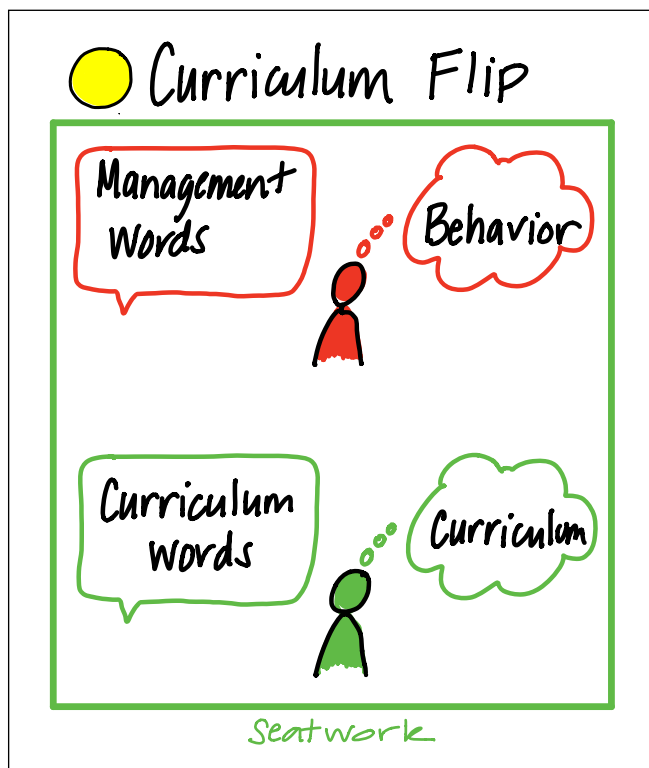 Curriculum Flip
Management
Words
Behavior
Curriculum
Words
Curriculum
Seatwork